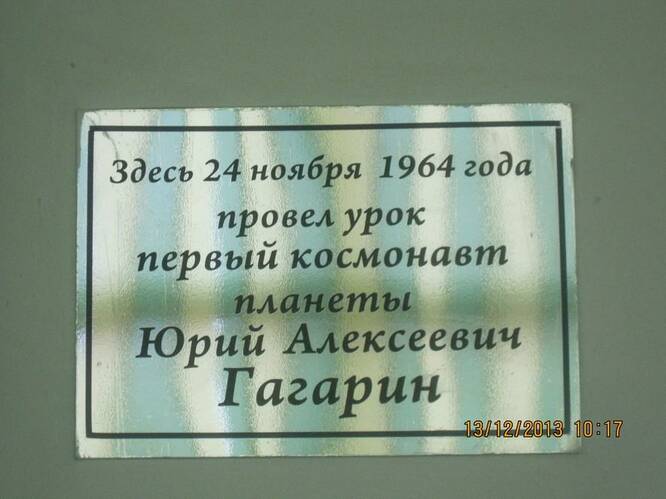 Здесь 24 ноября 1964 года
провел урок
первый космонавт
планеты
Юрий Алексеевич
Гагарин
13/12/2013 10:17